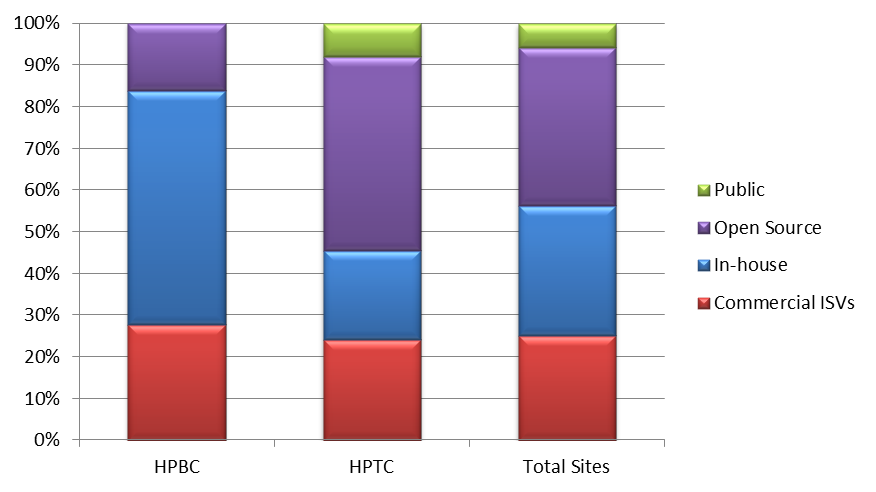 100%
90%
80%
70%
60%
50%
40%
30%
20%
10%
0%
HPBC HPTC Total Sites
Public
Open Source
In-house
Commercial ISVs